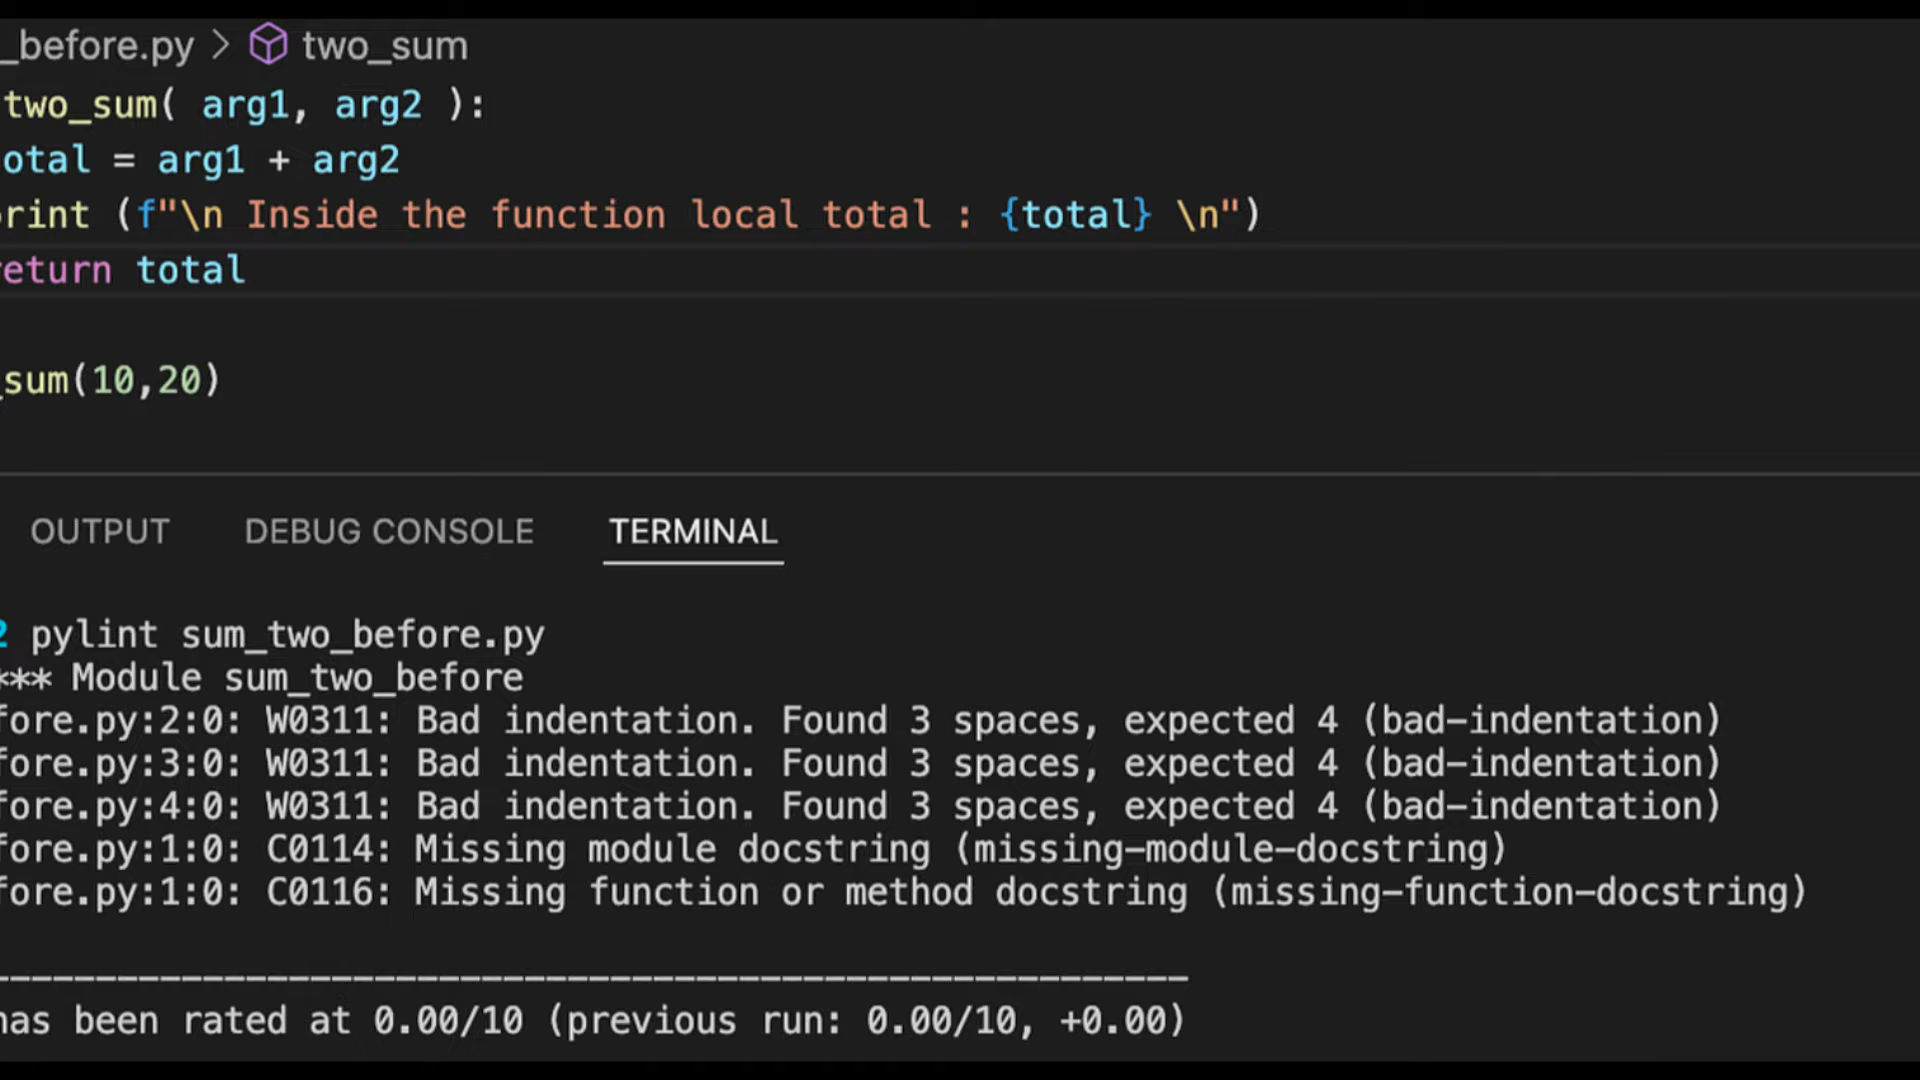 _before.py > two_sum
two_sum( arg1, arg2 ):
otal = arg1 + arg2
print (f"\n Inside the function local total : {total} \n")
return total
_sum(10,20)
OUTPUT DEBUG CONSOLE TERMINAL
2 pylint sum_two_before.py
*** Module sum_two_before
fore.py:2:0: W0311: Bad indentation. Found 3 spaces, expected 4 (bad-indentation)
fore.py:3:0: W0311: Bad indentation. Found 3 spaces, expected 4 (bad-indentation)
fore.py:4:0: W0311: Bad indentation. Found 3 spaces, expected 4 (bad-indentation)
fore.py:1:0: C0114: Missing module docstring (missing-module-docstring)
fore.py:1:0: C0116: Missing function or method docstring (missing-function-docstring)
------------------------------------------------------------------
has been rated at 0.00/10 (previous run: 0.00/10, +0.00)